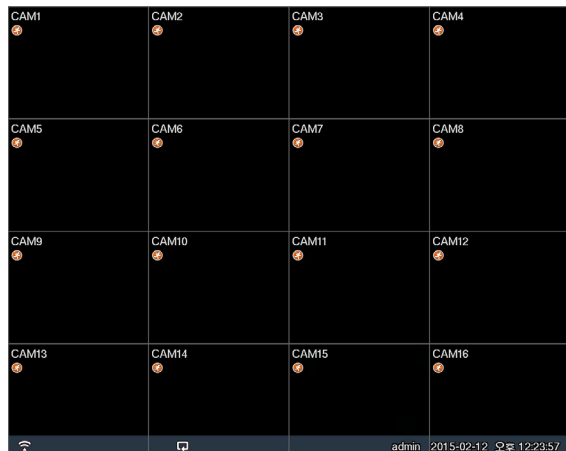 CAM1 CAM2 CAM3 CAM4
CAM5 CAM6 CAM7 CAM8
CAM9 CAM10 CAM11 CAM12
CAM13 CAM14 CAM15 CAM16
admin 2015-02-12 오후 12:23:57